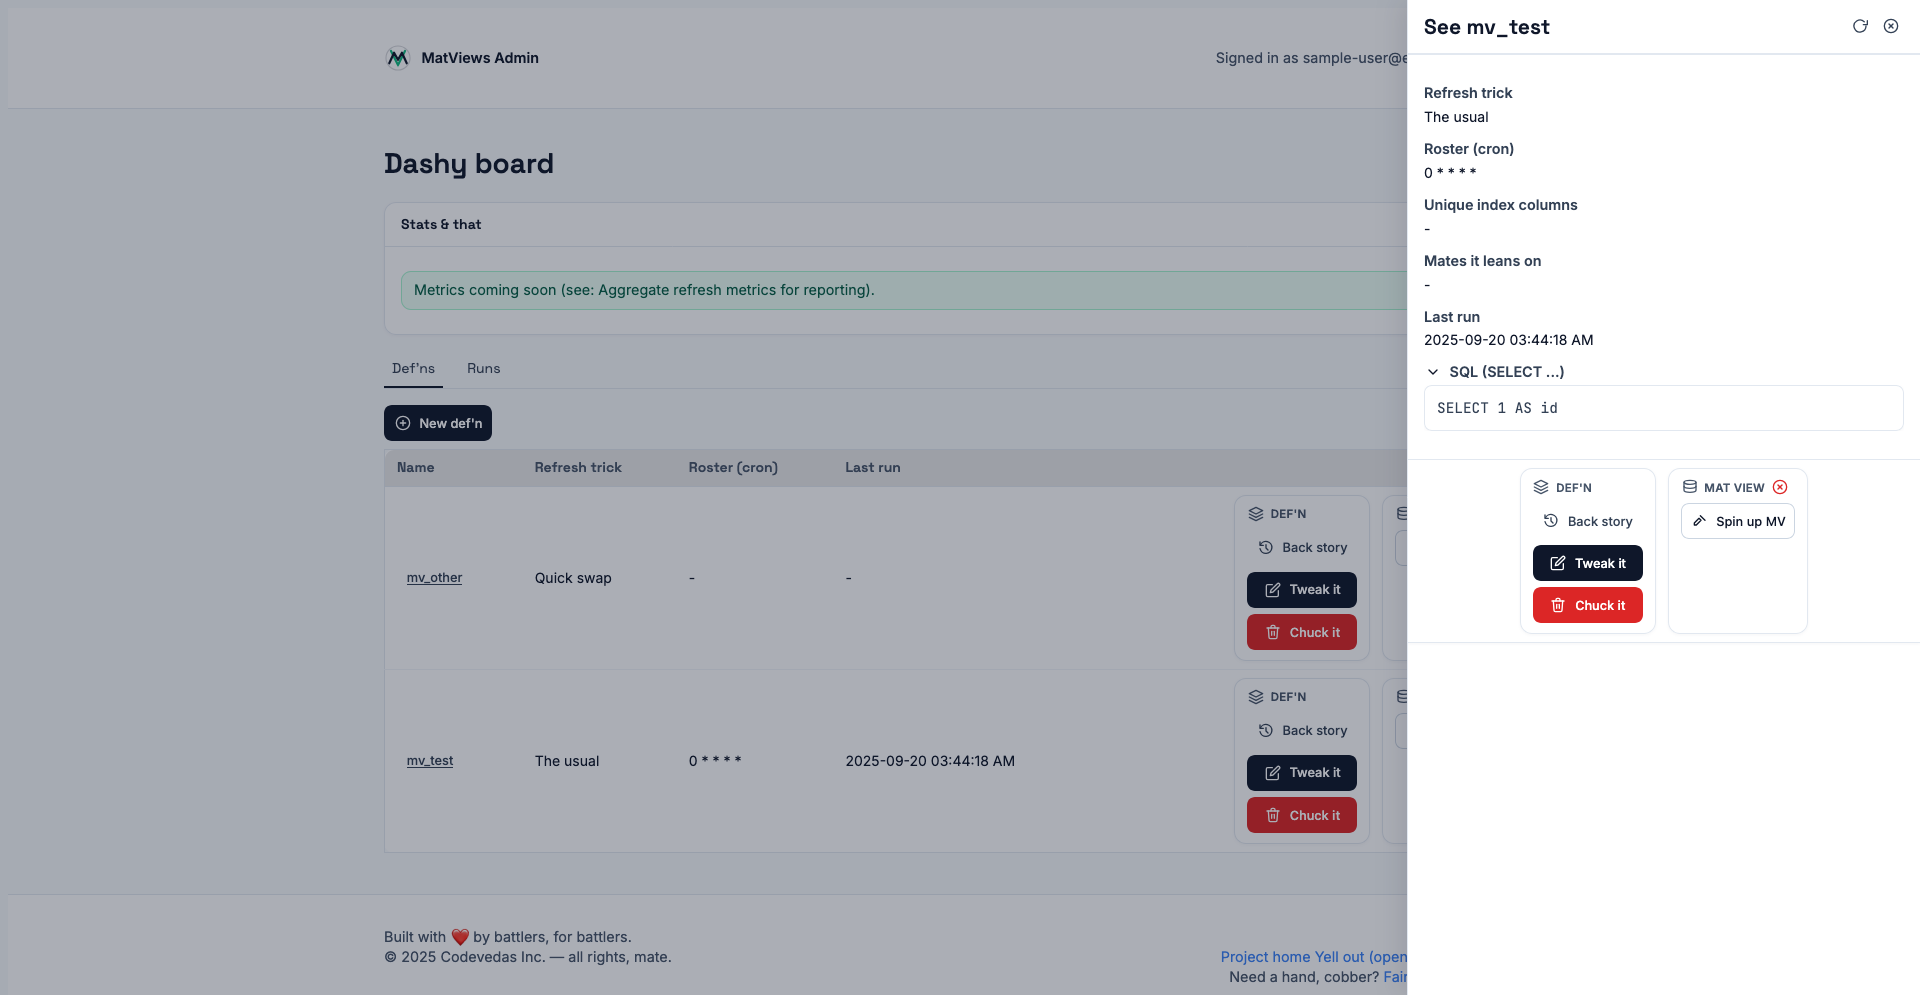 MatViews Admin
Signed in as sample-user@e
Dashy board
Stats & that
Metrics coming soon (see: Aggregate refresh metrics for reporting).
Def'ns
Runs
New def'n
Name
Refresh trick
Roster (cron)
Last run
mv_other
Quick swap
-
-
DEF'N
Back story
Tweak it
Chuck it
mv_test
The usual
0 * * * *
2025-09-20 03:44:18 AM
DEF'N
Back story
Tweak it
Chuck it
Built with ❤️ by battlers, for battlers.
© 2025 Codevedas Inc. — all rights, mate.
Project home Yell out (open
Need a hand, cobber? Fair
See mv_test
Refresh trick
The usual
Roster (cron)
0 * * * *
Unique index columns
-
Mates it leans on
-
Last run
2025-09-20 03:44:18 AM
SQL (SELECT ...)
SELECT 1 AS id
DEF'N
Back story
Tweak it
Chuck it
MAT VIEW
Spin up MV